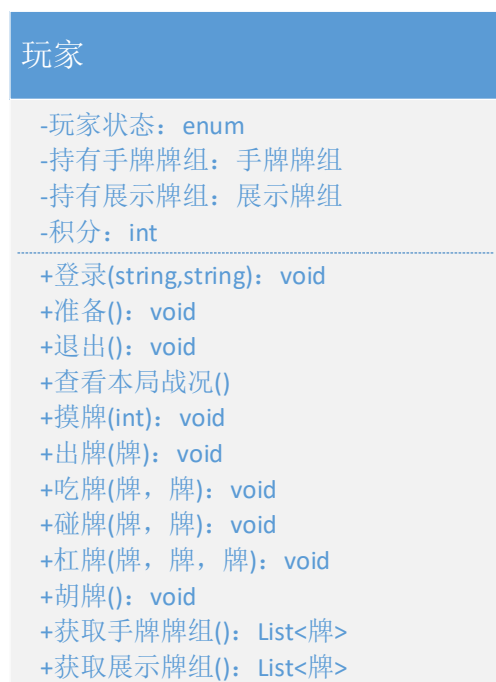 玩家
-玩家状态：enum
-持有手牌牌组：手牌牌组
-持有展示牌组：展示牌组
-积分：int
+登录(string,string)：void
+准备()：void
+退出()：void
+查看本局战况()
+摸牌(int)：void
+出牌(牌)：void
+吃牌(牌，牌)：void
+碰牌(牌，牌)：void
+杠牌(牌，牌，牌)：void
+胡牌()：void
+获取手牌牌组()：List<牌>
+获取展示牌组()：List<牌>